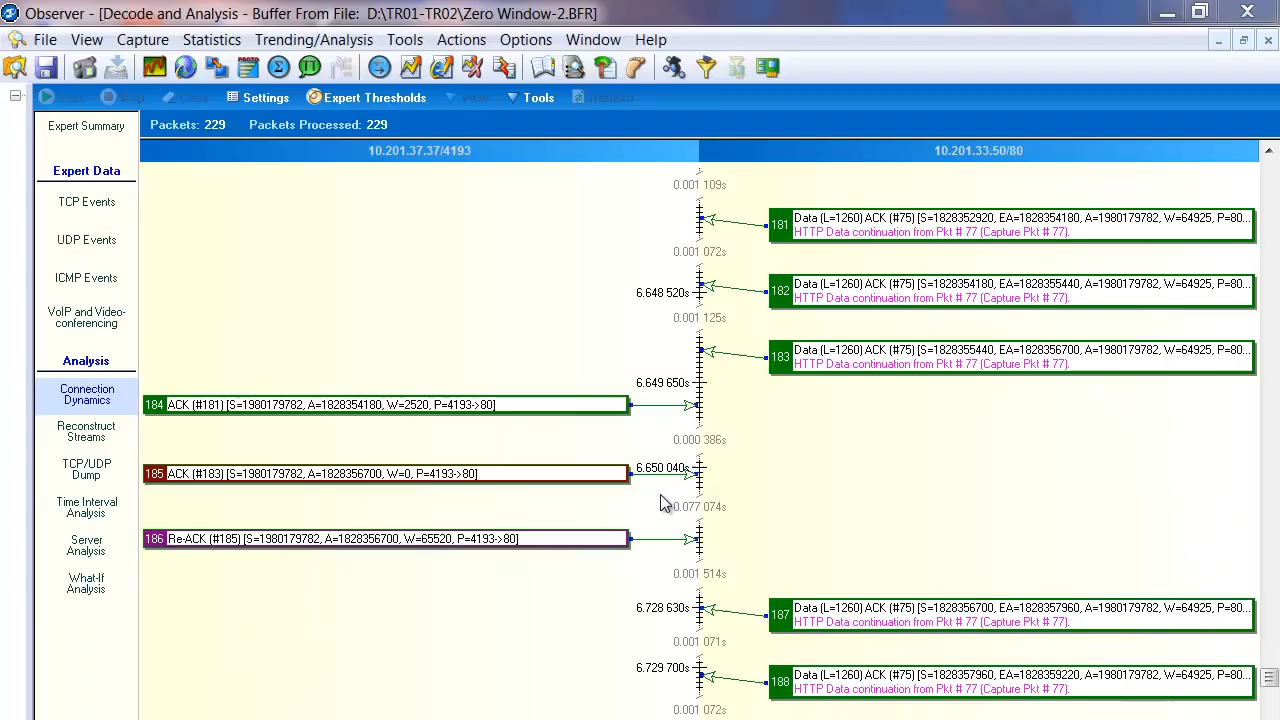 Observer - [Decode and Analysis - Buffer From File: D:\TR01-TR02\Zero Window-2.BFR]
File View Capture Statistics Trending/Analysis Tools Actions Options Window Help
Settings Expert Thresholds Tools
Expert Summary
Packets: 229 Packets Processed: 229
10.201.37.37/4193 10.201.33.50/80
Expert Data
TCP Events
UDP Events
ICMP Events
VoIP and Video-
conferencing
Analysis
Connection
Dynamics
Reconstruct
Streams
TCP/UDP
Dump
Time Interval
Analysis
Server
Analysis
What-If
Analysis
0.001 109s
181 Data (L=1260) ACK (#75) [S=1828352920, EA=1828354180, A=1980179782, W=64925, P=80...
HTTP Data continuation from Pkt # 77 (Capture Pkt # 77).
0.001 072s
182 Data (L=1260) ACK (#75) [S=1828354180, EA=1828355440, A=1980179782, W=64925, P=80...
6.648 520s
HTTP Data continuation from Pkt # 77 (Capture Pkt # 77).
0.001 125s
183 Data (L=1260) ACK (#75) [S=1828355440, EA=1828356700, A=1980179782, W=64925, P=80...
HTTP Data continuation from Pkt # 77 (Capture Pkt # 77).
6.649 650s
184 ACK (#181) [S=1980179782, A=1828354180, W=2520, P=4193->80]
0.000 386s
6.650 040s
185 ACK (#183) [S=1980179782, A=1828356700, W=0, P=4193->80]
0.077 074s
186 Re-ACK (#185) [S=1980179782, A=1828356700, W=65520, P=4193->80]
0.001 514s
6.728 630s
187 Data (L=1260) ACK (#75) [S=1828356700, EA=1828357960, A=1980179782, W=64925, P=80...
HTTP Data continuation from Pkt # 77 (Capture Pkt # 77).
0.001 071s
6.729 700s
188 Data (L=1260) ACK (#75) [S=1828357960, EA=1828359220, A=1980179782, W=64925, P=80...
HTTP Data continuation from Pkt # 77 (Capture Pkt # 77).
0.001 072s